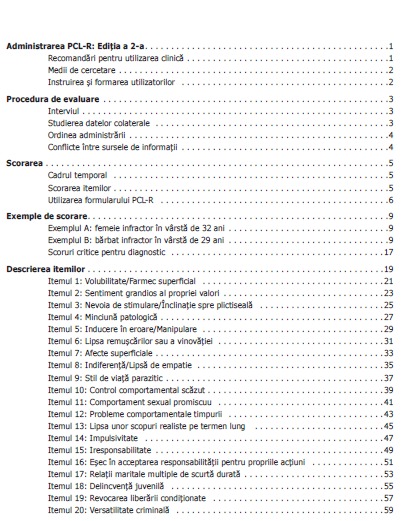 Administrarea PCL-R: Ediția a 2-a . . . . . . . . . . . . . . . . . . . . . . . . . . . . . . . . . . . . . . . . . . . . . . . .1
Recomandări pentru utilizarea clinică . . . . . . . . . . . . . . . . . . . . . . . . . . . . . . . . . . . . . . . .1
Medii de cercetare . . . . . . . . . . . . . . . . . . . . . . . . . . . . . . . . . . . . . . . . . . . . . . . . . . .2
Instruirea și formarea utilizatorilor . . . . . . . . . . . . . . . . . . . . . . . . . . . . . . . . . . . . . . . . . .2
Procedura de evaluare . . . . . . . . . . . . . . . . . . . . . . . . . . . . . . . . . . . . . . . . . . . . . . . . . . .3
Interviul . . . . . . . . . . . . . . . . . . . . . . . . . . . . . . . . . . . . . . . . . . . . . . . . . . . . . . . . .3
Studierea datelor colaterale . . . . . . . . . . . . . . . . . . . . . . . . . . . . . . . . . . . . . . . . . . . . . .3
Ordinea administrării . . . . . . . . . . . . . . . . . . . . . . . . . . . . . . . . . . . . . . . . . . . . . . . . . .4
Conflicte între sursele de informații . . . . . . . . . . . . . . . . . . . . . . . . . . . . . . . . . . . . . . . . . .4
Scorarea . . . . . . . . . . . . . . . . . . . . . . . . . . . . . . . . . . . . . . . . . . . . . . . . . . . . . . . . . . . .5
Cadrul temporal . . . . . . . . . . . . . . . . . . . . . . . . . . . . . . . . . . . . . . . . . . . . . . . . . . . . .5
Scorarea itemilor . . . . . . . . . . . . . . . . . . . . . . . . . . . . . . . . . . . . . . . . . . . . . . . . . . . .5
Utilizarea formularului PCL-R . . . . . . . . . . . . . . . . . . . . . . . . . . . . . . . . . . . . . . . . . . . . .6
Exemple de scorare . . . . . . . . . . . . . . . . . . . . . . . . . . . . . . . . . . . . . . . . . . . . . . . . . . . . .9
Exemplul A: femeie infractor în vârstă de 32 ani . . . . . . . . . . . . . . . . . . . . . . . . . . . . . . . .9
Exemplul B: bărbat infractor în vârstă de 29 ani . . . . . . . . . . . . . . . . . . . . . . . . . . . . . . . .9
Scoruri critice pentru diagnostic . . . . . . . . . . . . . . . . . . . . . . . . . . . . . . . . . . . . . . . . . . .17
Descrierea itemilor . . . . . . . . . . . . . . . . . . . . . . . . . . . . . . . . . . . . . . . . . . . . . . . . . . . .19
Itemul 1: Volubilitate/Farmec superficial . . . . . . . . . . . . . . . . . . . . . . . . . . . . . . . . . . . . . .21
Itemul 2: Sentiment grandios al propriei valori . . . . . . . . . . . . . . . . . . . . . . . . . . . . . . . . .23
Itemul 3: Nevoia de stimulare/Înclinație spre plictiseală . . . . . . . . . . . . . . . . . . . . . . . . . .25
Itemul 4: Minciună patologică . . . . . . . . . . . . . . . . . . . . . . . . . . . . . . . . . . . . . . . . . . . . .27
Itemul 5: Inducere în eroare/Manipulare . . . . . . . . . . . . . . . . . . . . . . . . . . . . . . . . . . . . .29
Itemul 6: Lipsa remușcărilor sau a vinovăției . . . . . . . . . . . . . . . . . . . . . . . . . . . . . . . . . .31
Itemul 7: Afecte superficiale . . . . . . . . . . . . . . . . . . . . . . . . . . . . . . . . . . . . . . . . . . . . . .33
Itemul 8: Indiferență/Lipsă de empatie . . . . . . . . . . . . . . . . . . . . . . . . . . . . . . . . . . . . . .35
Itemul 9: Stil de viață parazitic . . . . . . . . . . . . . . . . . . . . . . . . . . . . . . . . . . . . . . . . . . . .37
Itemul 10: Control comportamental scăzut . . . . . . . . . . . . . . . . . . . . . . . . . . . . . . . . . . . .39
Itemul 11: Comportament sexual promiscuu . . . . . . . . . . . . . . . . . . . . . . . . . . . . . . . . . .41
Itemul 12: Probleme comportamentale timpurii . . . . . . . . . . . . . . . . . . . . . . . . . . . . . . . .43
Itemul 13: Lipsa unor scopuri realiste pe termen lung . . . . . . . . . . . . . . . . . . . . . . . . . . .45
Itemul 14: Impulsivitate . . . . . . . . . . . . . . . . . . . . . . . . . . . . . . . . . . . . . . . . . . . . . . . . .47
Itemul 15: Iresponsabilitate . . . . . . . . . . . . . . . . . . . . . . . . . . . . . . . . . . . . . . . . . . . . . .49
Itemul 16: Eșec în acceptarea responsabilității pentru propriile acțiuni . . . . . . . . . . . . . . .51
Itemul 17: Relații maritale multiple de scurtă durată . . . . . . . . . . . . . . . . . . . . . . . . . . . .53
Itemul 18: Delincvență juvenilă . . . . . . . . . . . . . . . . . . . . . . . . . . . . . . . . . . . . . . . . . . . .55
Itemul 19: Revocarea liberării condiționate . . . . . . . . . . . . . . . . . . . . . . . . . . . . . . . . . . .57
Itemul 20: Versatilitate criminală . . . . . . . . . . . . . . . . . . . . . . . . . . . . . . . . . . . . . . . . . .59